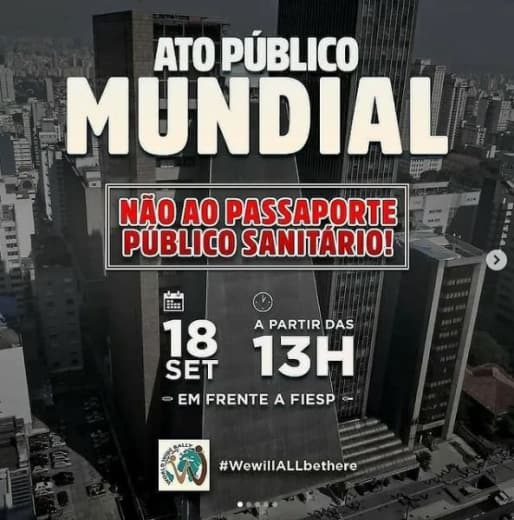 ATO PÚBLICO
MUNDIAL
NÃO AO PASSAPORTE
PÚBLICO SANITÁRIO!
18
SET
A PARTIR DAS
13H
EM FRENTE A FIESP
#WewillALLbethere